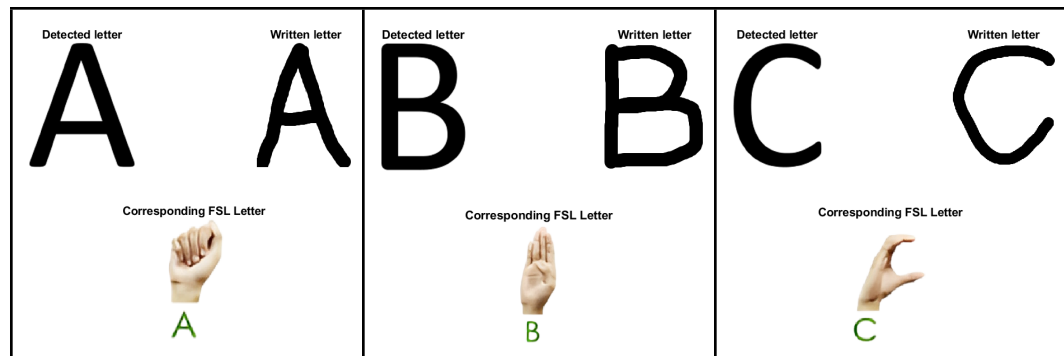 Detected letter Written letter
A A
Corresponding FSL Letter
A
Detected letter Written letter
B B
Corresponding FSL Letter
B
Detected letter Written letter
C C
Corresponding FSL Letter
C